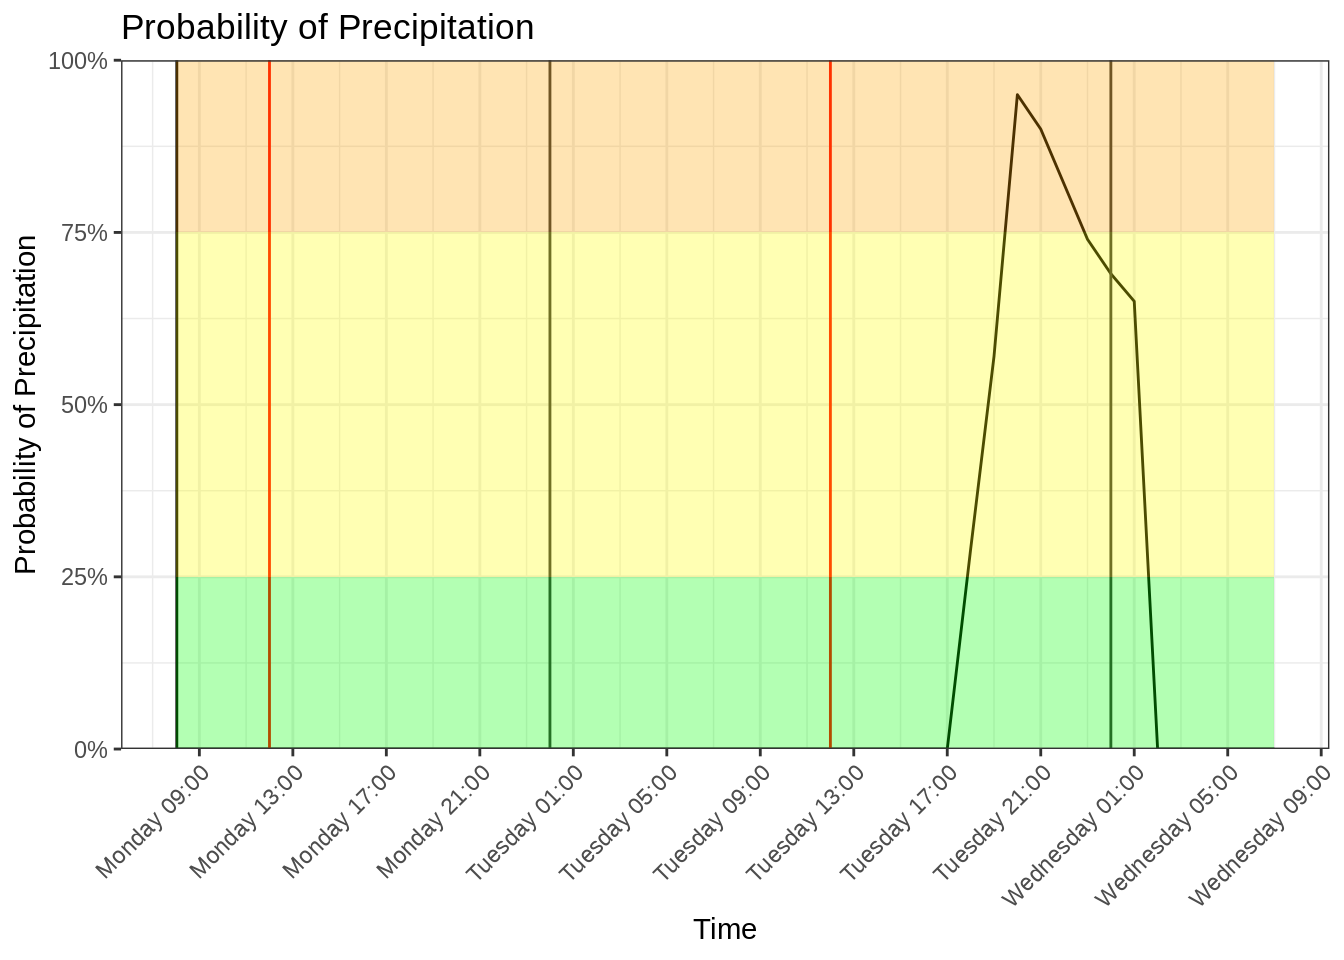 Probability of Precipitation
Probability of Precipitation
100%
75%
50%
25%
0%
Monday 09:00
Monday 13:00
Monday 17:00
Monday 21:00
Tuesday 01:00
Tuesday 05:00
Tuesday 09:00
Tuesday 13:00
Tuesday 17:00
Tuesday 21:00
Wednesday 01:00
Wednesday 05:00
Wednesday 09:00
Time